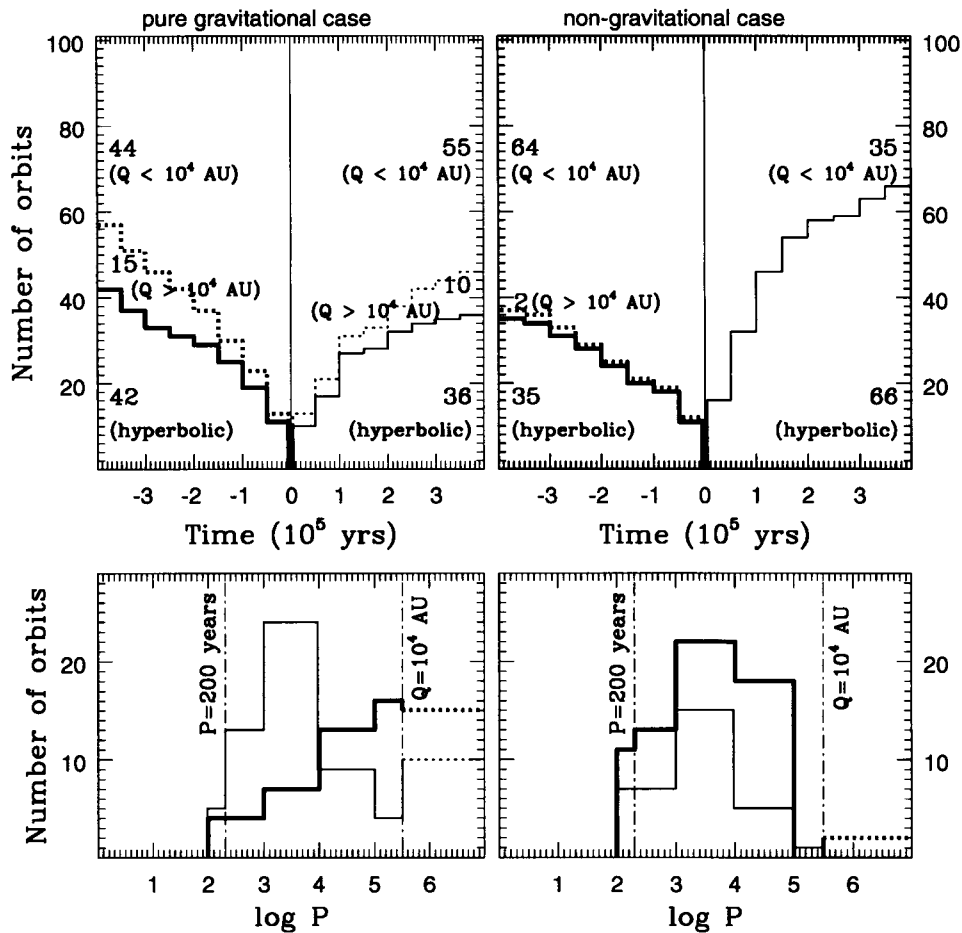 pure gravitational case
non-gravitational case
100
80
60
40
20
Number of orbits
44
(Q < 10⁴ AU)
55
(Q < 10⁴ AU)
15
(Q > 10⁴ AU)
10
(Q > 10⁴ AU)
42
(hyperbolic)
36
(hyperbolic)
-3 -2 -1 0 1 2 3
Time (10⁵ yrs)
64
(Q < 10⁴ AU)
35
(Q < 10⁴ AU)
2 (Q > 10⁴ AU)
35
(hyperbolic)
66
(hyperbolic)
100
80
60
40
20
-3 -2 -1 0 1 2 3
Time (10⁵ yrs)
Number of orbits
20
10
P=200 years
Q=10⁴ AU
1 2 3 4 5 6
log P
P=200 years
Q=10⁴ AU
20
10
1 2 3 4 5 6
log P